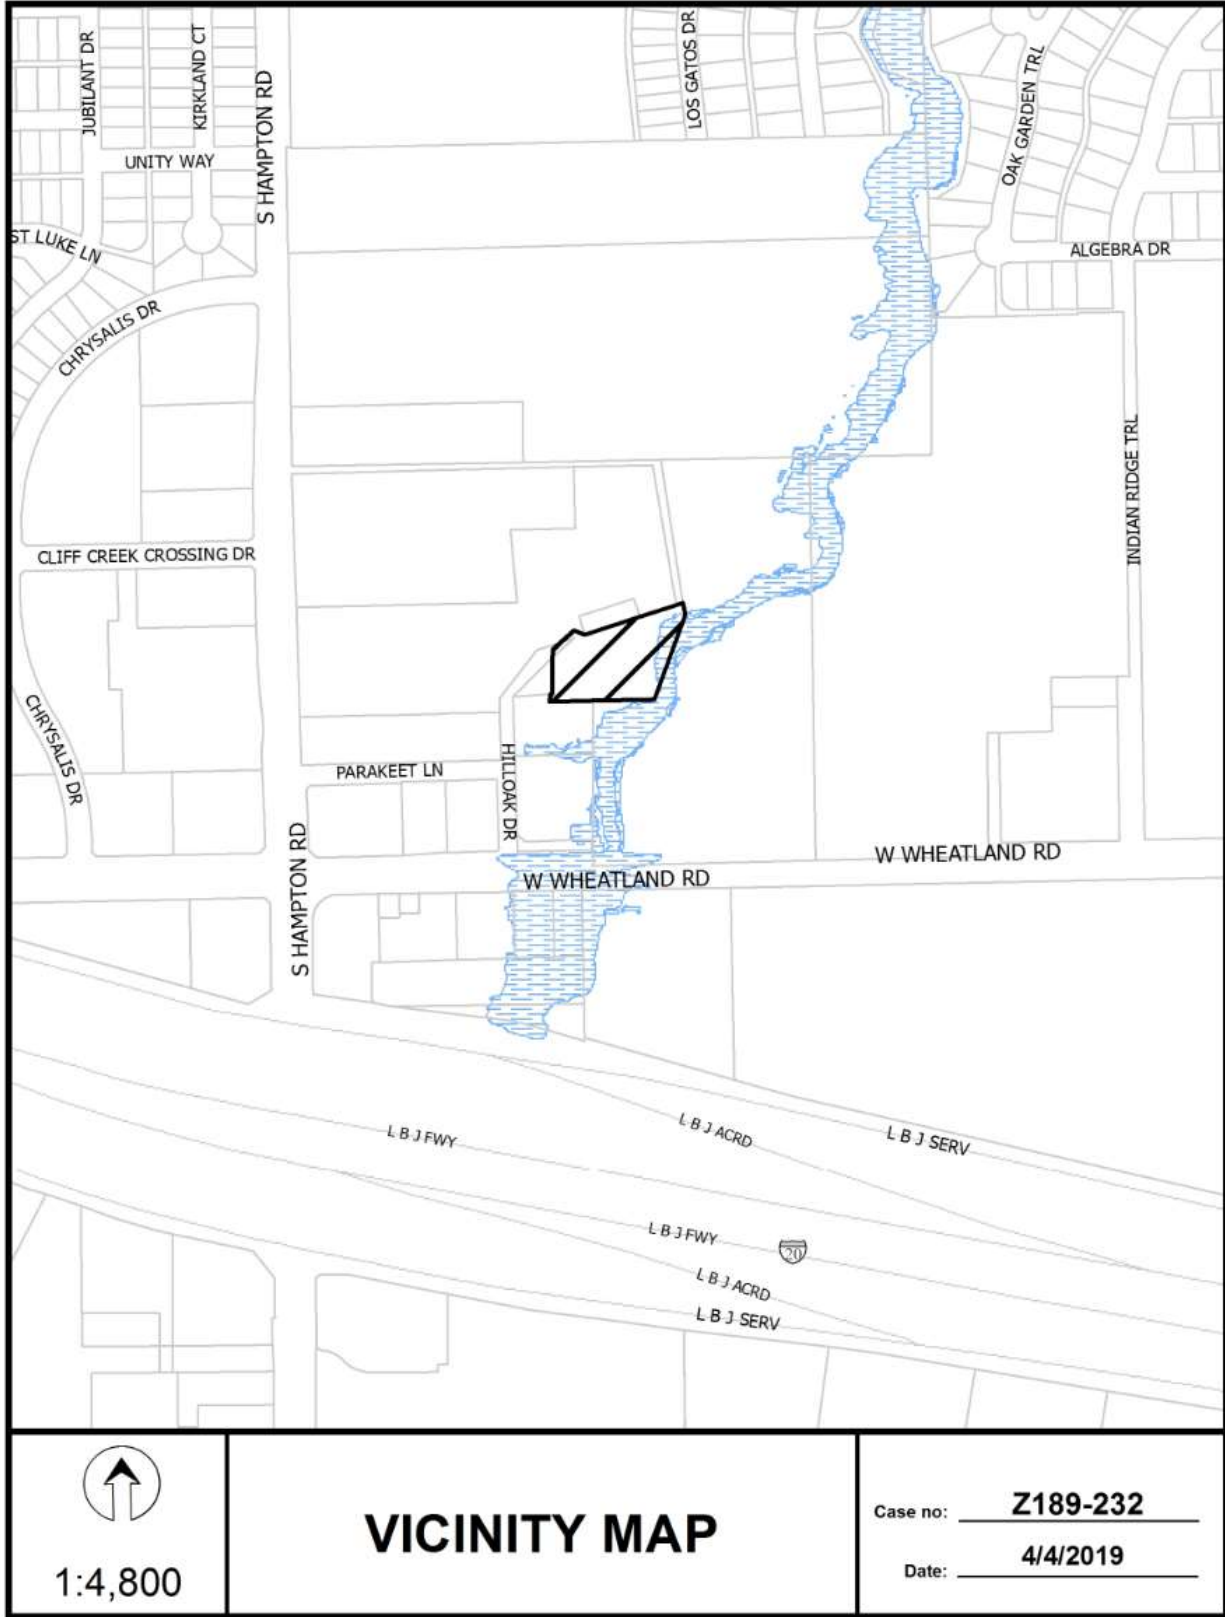 JUBILANT DR
KIRKLAND CT
S HAMPTON RD
LOS GATOS DR
OAK GARDEN TRL
UNITY WAY
ST LUKE LN
ALGEBRA DR
CHRYSALIS DR
INDIAN RIDGE TRL
CLIFF CREEK CROSSING DR
CHRYSALIS DR
HILLOAK DR
PARAKEET LN
S HAMPTON RD
W WHEATLAND RD
W WHEATLAND RD
L B J FWY
L B J ACRD
L B J SERV
L B J FWY
20
L B J ACRD
L B J SERV
1:4,800
VICINITY MAP
Case no: Z189-232
Date: 4/4/2019